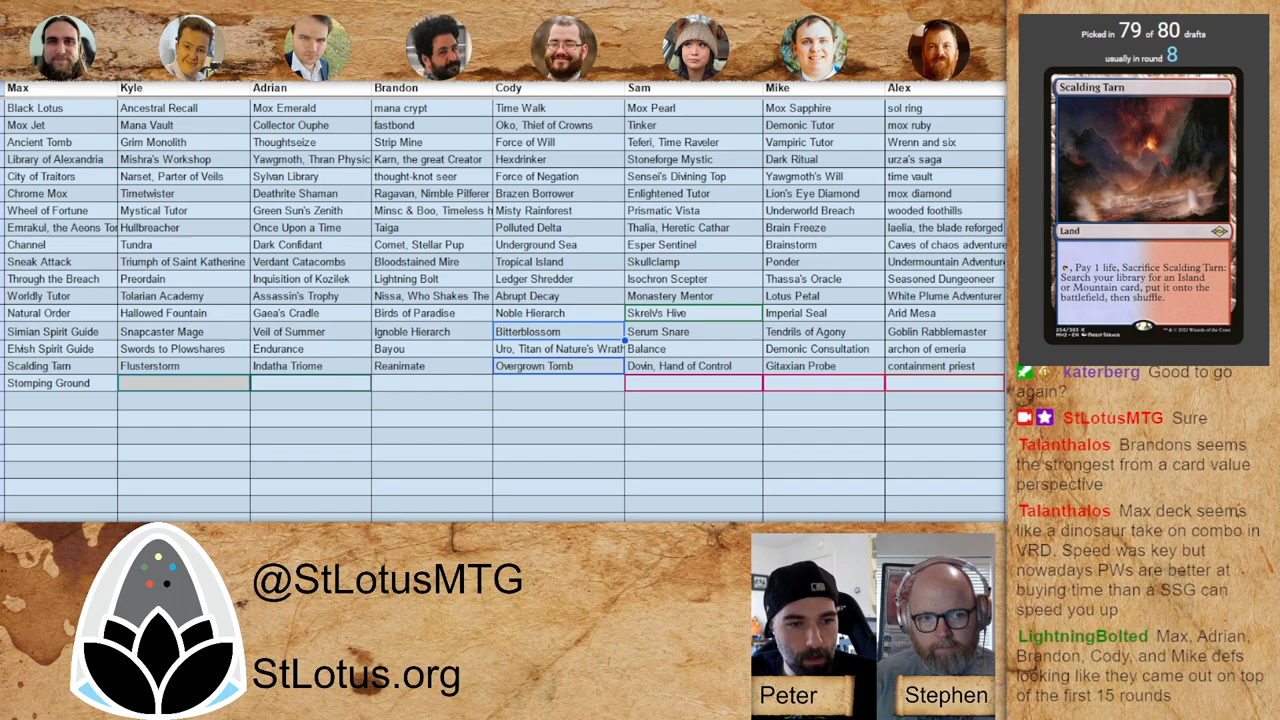 Max Kyle Adrian Brandon Cody Sam Mike Alex
Black Lotus Ancestral Recall Mox Emerald mana crypt Time Walk Mox Pearl Mox Sapphire sol ring
Mox Jet Mana Vault Collector Ouphe fastbond Oko, Thief of Crowns Tinker Demonic Tutor mox ruby
Ancient Tomb Grim Monolith Thoughtseize Strip Mine Force of Will Teferi, Time Raveler Vampiric Tutor Wrenn and six
Library of Alexandria Mishra's Workshop Yawgmoth, Thran Physic Karn, the great Creator Hexdrinker Stoneforge Mystic Dark Ritual urza's saga
City of Traitors Narset, Parter of Veils Sylvan Library thought-knot seer Force of Negation Sensei's Divining Top Yawgmoth's Will time vault
Chrome Mox Timetwister Deathrite Shaman Ragavan, Nimble Pilferer Brazen Borrower Enlightened Tutor Lion's Eye Diamond mox diamond
Wheel of Fortune Mystical Tutor Green Sun's Zenith Minsc & Boo, Timeless h Misty Rainforest Prismatic Vista Underworld Breach wooded foothills
Emrakul, the Aeons Tor Hullbreacher Once Upon a Time Taiga Polluted Delta Thalia, Heretic Cathar Brain Freeze laelia, the blade reforged
Channel Tundra Dark Confidant Comet, Stellar Pup Underground Sea Esper Sentinel Brainstorm Caves of chaos adventure
Sneak Attack Triumph of Saint Katherine Verdant Catacombs Bloodstained Mire Tropical Island Skullclamp Ponder Undermountain Adventure
Through the Breach Preordain Inquisition of Kozilek Lightning Bolt Ledger Shredder Isochron Scepter Thassa's Oracle Seasoned Dungeoneer
Worldly Tutor Tolarian Academy Assassin's Trophy Nissa, Who Shakes The Abrupt Decay Monastery Mentor Lotus Petal White Plume Adventurer
Natural Order Hallowed Fountain Gaea's Cradle Birds of Paradise Noble Hierarch Skrelvs Hive Imperial Seal Arid Mesa
Simian Spirit Guide Snapcaster Mage Veil of Summer Ignoble Hierarch Bitterblossom Serum Snare Tendrils of Agony Goblin Rabblemaster
Elvish Spirit Guide Swords to Plowshares Endurance Bayou Uro, Titan of Nature's Wrath Balance Demonic Consultation archon of emeria
Scalding Tarn Flusterstorm Indatha Triome Reanimate Overgrown Tomb Dovin, Hand of Control Gitaxian Probe containment priest
Stomping Ground
Picked in 79 of 80 drafts
usually in round 8
Scalding Tarn
Land
, Pay 1 life, Sacrifice Scalding Tarn:
Search your library for an Island
or Mountain card, put it onto the
battlefield, then shuffle.
katerberg Good to go
again?
StLotusMTG Sure
Talanthalos Brandons seems
the strongest from a card value
perspective
Talanthalos Max deck seems
like a dinosaur take on combo in
VRD. Speed was key but
nowadays PWs are better at
buying time than a SSG can
speed you up
LightningBolted Max, Adrian,
Brandon, Cody, and Mike defs
looking like they came out on top
of the first 15 rounds
@StLotusMTG
StLotus.org
Peter Stephen